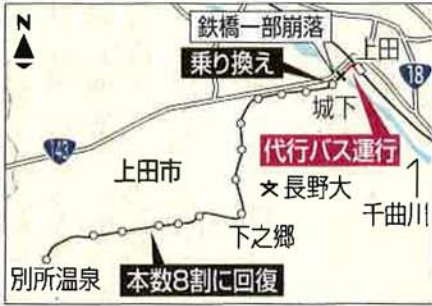 N
鉄橋一部崩落
上田
18
乗り換え
城下
代行バス運行
143
上田市
長野大
千曲川
下之郷
別所温泉
本数8割に回復